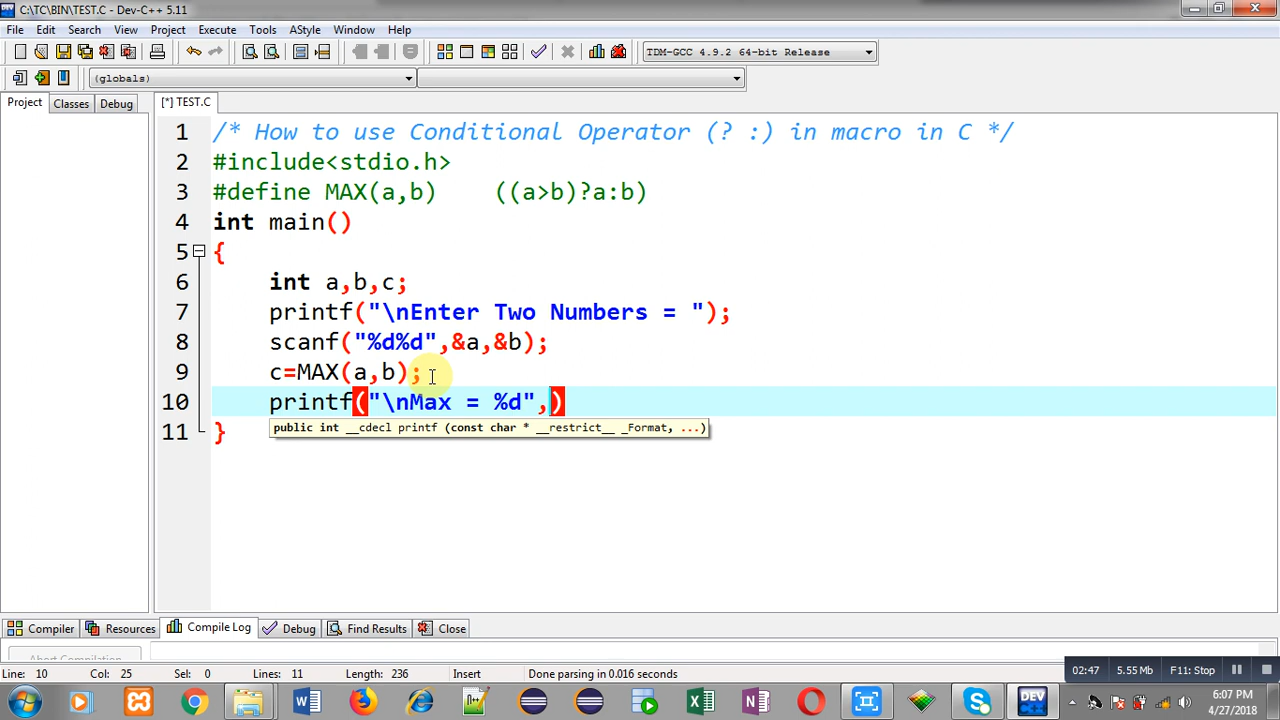 C:\TC\BIN\TEST.C - Dev-C++ 5.11
File Edit Search View Project Execute Tools AStyle Window Help
TDM-GCC 4.9.2 64-bit Release
(globals)
Project Classes Debug [*] TEST.C
1 /* How to use Conditional Operator (? :) in macro in C */
2 #include<stdio.h>
3 #define MAX(a,b) ((a>b)?a:b)
4 int main()
5 {
6 int a,b,c;
7 printf("\nEnter Two Numbers = ");
8 scanf("%d%d",&a,&b);
9 c=MAX(a,b);
10 printf("\nMax = %d",)
public int __cdecl printf (const char * __restrict__ _Format, ...)
11 }
Compiler Resources Compile Log Debug Find Results Close
Abort Compilation
Line: 10 Col: 25 Sel: 0 Lines: 11 Length: 236 Insert Done parsing in 0.016 seconds
02:47 5.55 Mb F11: Stop
DEV
6:07 PM
4/27/2018